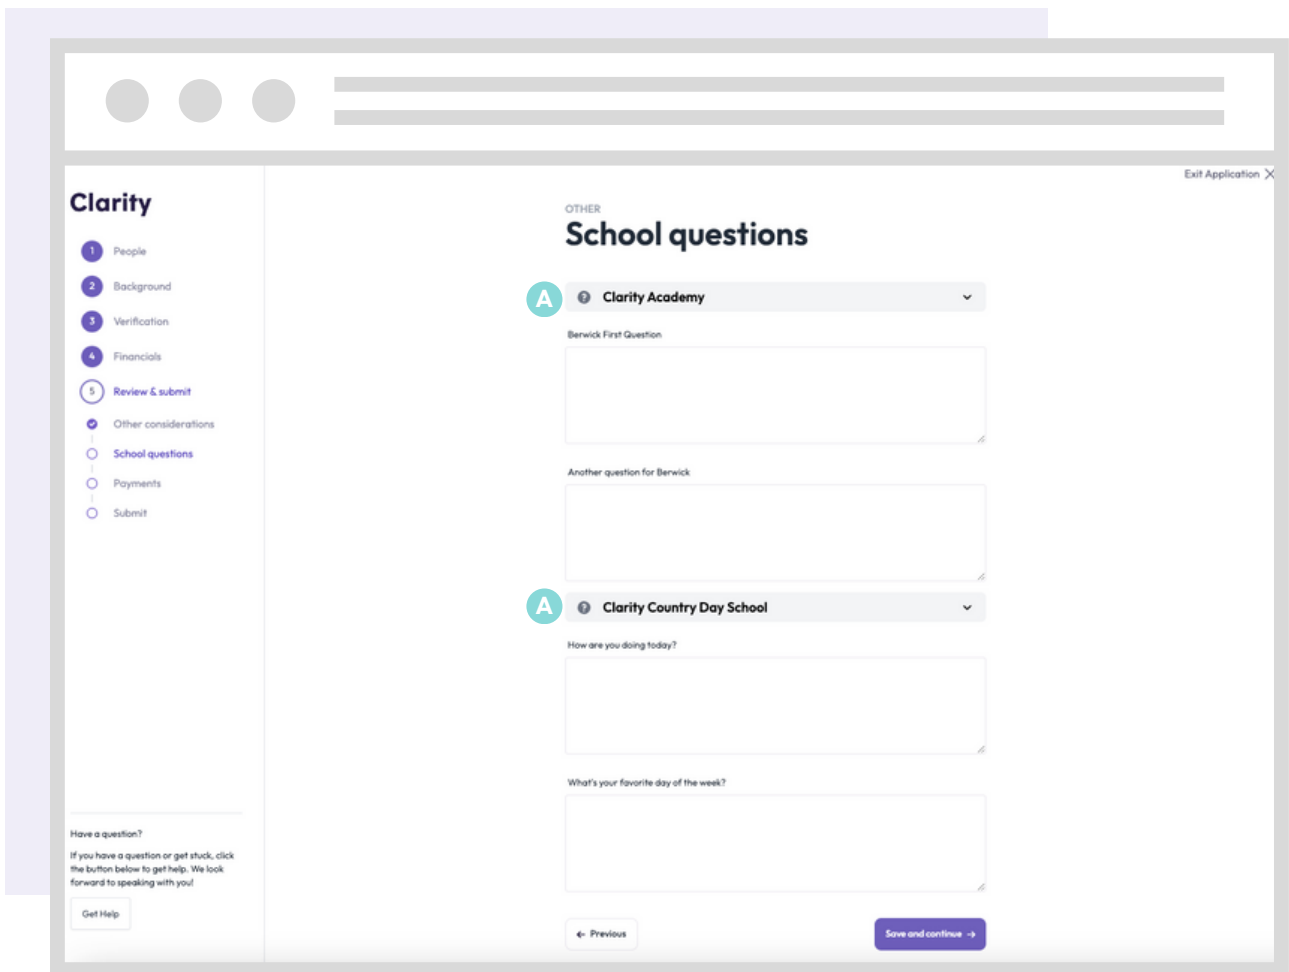 Exit Application
Clarity
1 People
2 Background
3 Verification
4 Financials
5 Review & submit
Other considerations
School questions
Payments
Submit
Have a question?
If you have a question or get stuck, click
the button below to get help. We look
forward to speaking with you!
Get Help
OTHER
School questions
A ? Clarity Academy
Berwick First Question
Another question for Berwick
A ? Clarity Country Day School
How are you doing today?
What's your favorite day of the week?
← Previous
Save and continue →